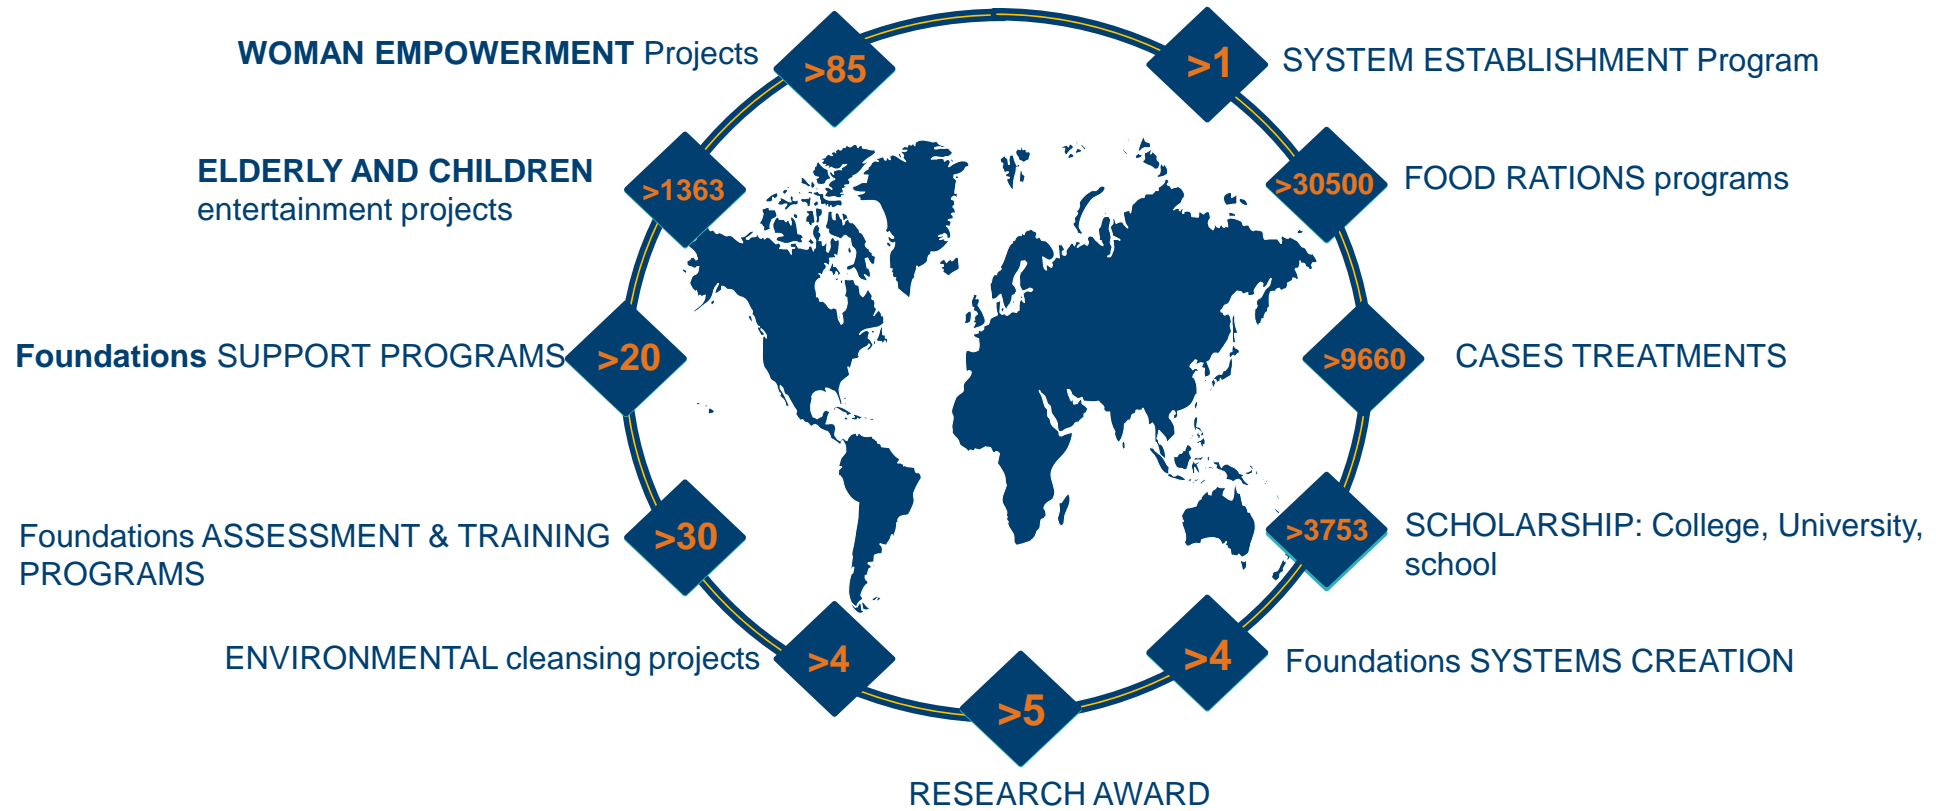 WOMAN EMPOWERMENT Projects
>85
>1
SYSTEM ESTABLISHMENT Program
ELDERLY AND CHILDREN
entertainment projects
>1363
>30500
FOOD RATIONS programs
Foundations SUPPORT PROGRAMS
>20
>9660
CASES TREATMENTS
Foundations ASSESSMENT & TRAINING
PROGRAMS
>30
>3753
SCHOLARSHIP: College, University,
school
ENVIRONMENTAL cleansing projects
>4
>4
Foundations SYSTEMS CREATION
>5
RESEARCH AWARD